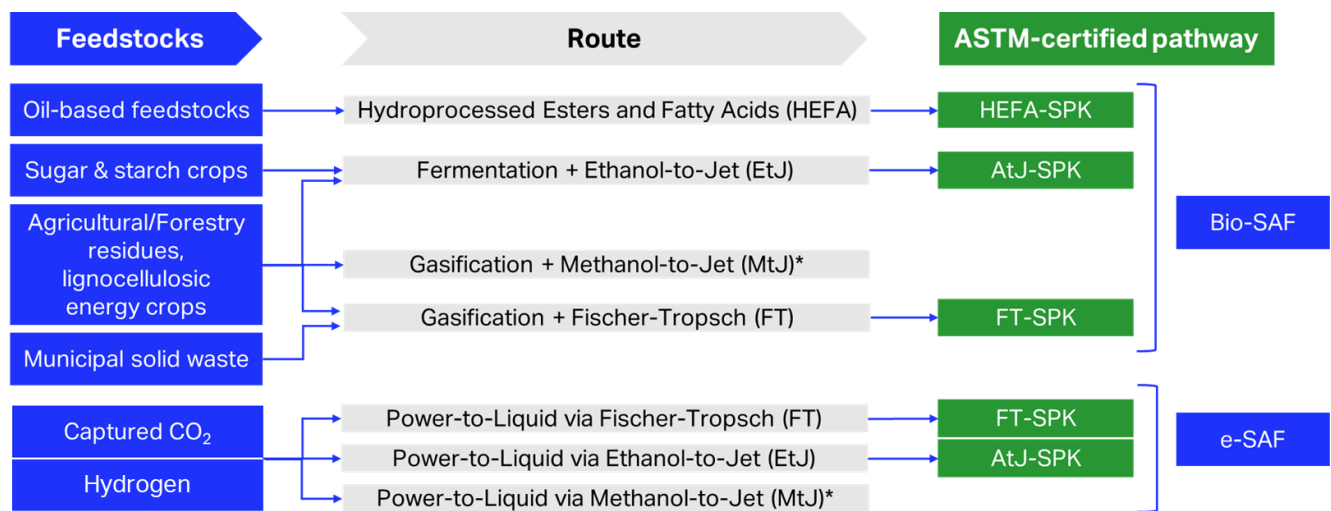 Feedstocks
Route
ASTM-certified pathway
Oil-based feedstocks
Hydroprocessed Esters and Fatty Acids (HEFA)
HEFA-SPK
Sugar & starch crops
Fermentation + Ethanol-to-Jet (EtJ)
AtJ-SPK
Agricultural/Forestry
residues,
lignocellulosic
energy crops
Gasification + Methanol-to-Jet (MtJ)*
Gasification + Fischer-Tropsch (FT)
FT-SPK
Bio-SAF
Municipal solid waste
Captured CO₂
Hydrogen
Power-to-Liquid via Fischer-Tropsch (FT)
FT-SPK
Power-to-Liquid via Ethanol-to-Jet (EtJ)
AtJ-SPK
Power-to-Liquid via Methanol-to-Jet (MtJ)*
e-SAF